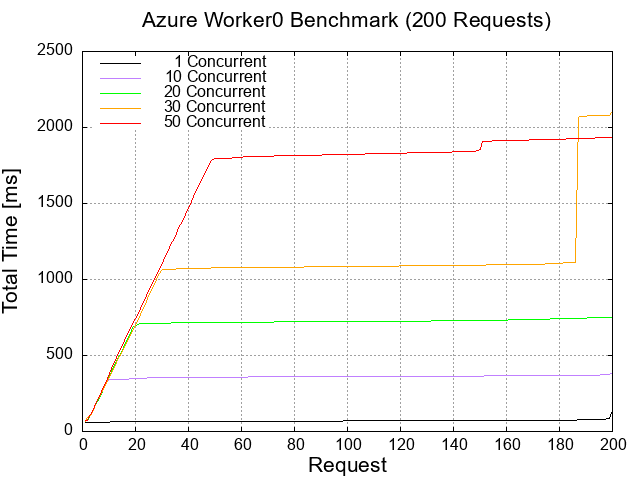 Azure Worker0 Benchmark (200 Requests)
2500
2000
1500
1000
500
0
Total Time [ms]
1 Concurrent
10 Concurrent
20 Concurrent
30 Concurrent
50 Concurrent
0 20 40 60 80 100 120 140 160 180 200
Request